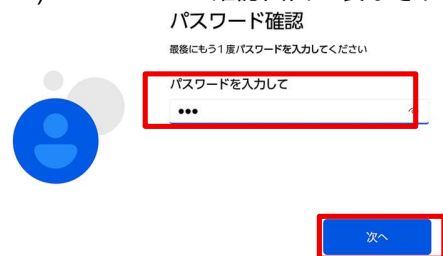 パスワード確認
最後にもう1度パスワードを入力してください
パスワードを入力して
•••
次へ